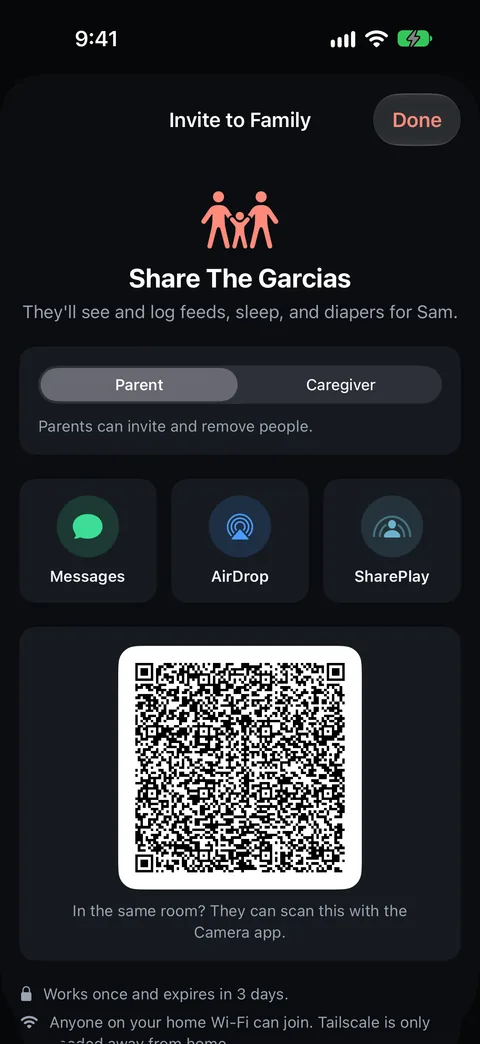 9:41
Invite to Family
Done
Share The Garcias
They'll see and log feeds, sleep, and diapers for Sam.
Parent
Caregiver
Parents can invite and remove people.
Messages
AirDrop
SharePlay
In the same room? They can scan this with the
Camera app.
Works once and expires in 3 days.
Anyone on your home Wi-Fi can join. Tailscale is only
away from home.